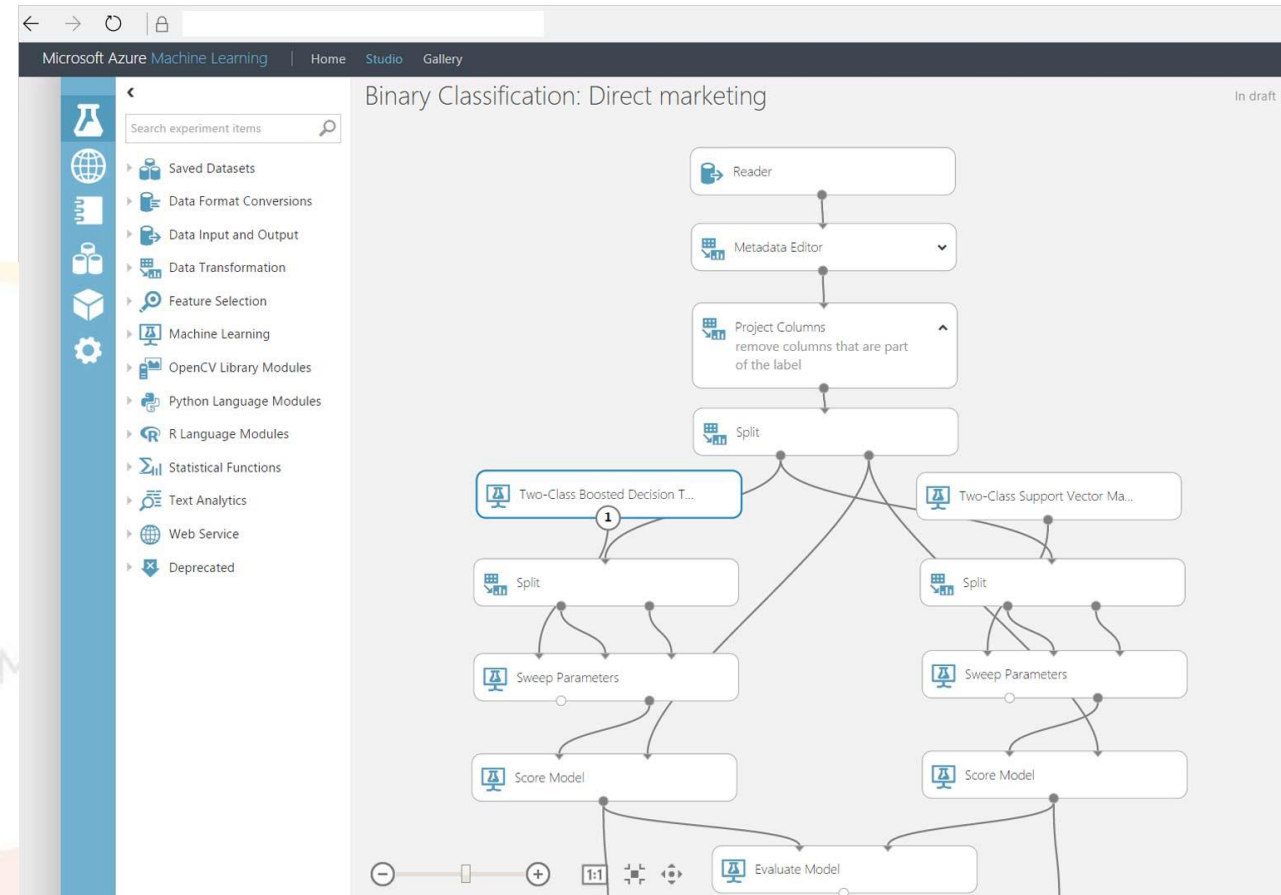 Microsoft Azure Machine Learning | Home Studio Gallery
Binary Classification: Direct marketing
In draft
Search experiment items
Saved Datasets
Data Format Conversions
Data Input and Output
Data Transformation
Feature Selection
Machine Learning
OpenCV Library Modules
Python Language Modules
R Language Modules
Statistical Functions
Text Analytics
Web Service
Deprecated
Reader
Metadata Editor
Project Columns
remove columns that are part
of the label
Split
Two-Class Boosted Decision T...
1
Two-Class Support Vector Ma...
Split
Split
Sweep Parameters
Sweep Parameters
Score Model
Score Model
Evaluate Model
1:1